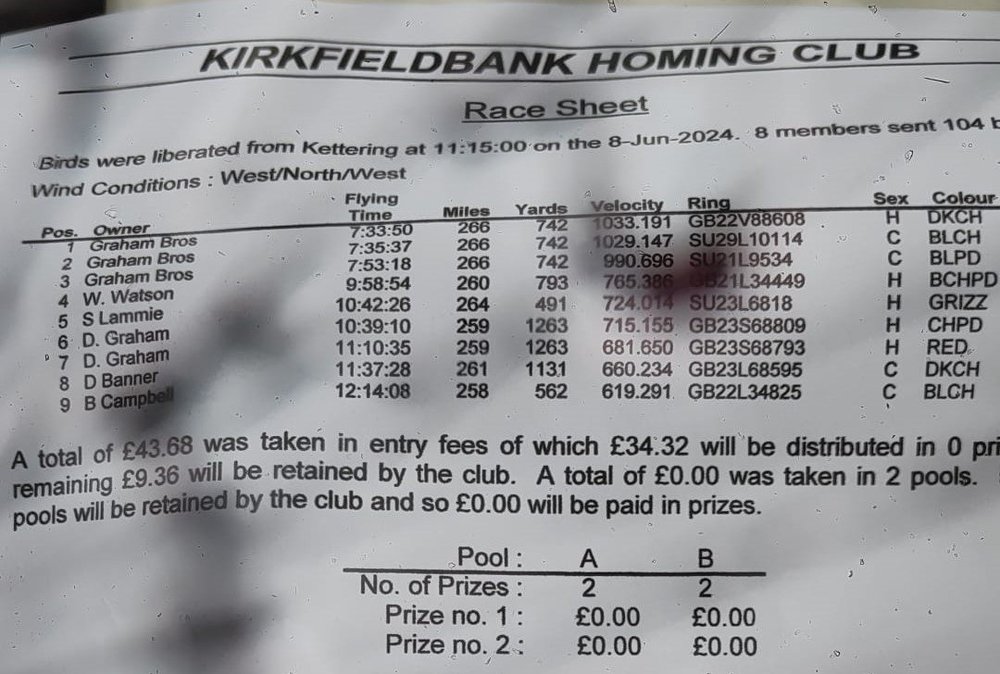 KIRKFIELDBANK HOMING CLUB
Race Sheet
Birds were liberated from Kettering at 11:15:00 on the 8-Jun-2024. 8 members sent 104 b
Wind Conditions : West/North/West
Pos. Owner Flying Time Miles Yards Velocity Ring Sex Colour
1 Graham Bros 7:33:50 266 742 1033.191 GB22V88608 H DKCH
2 Graham Bros 7:35:37 266 742 1029.147 SU29L10114 C BLCH
3 Graham Bros 7:53:18 266 742 990.696 SU21L9534 C BLPD
4 W. Watson 9:58:54 260 793 765.386 GB21L34449 H BCHPD
5 S Lammie 10:42:26 264 491 724.014 SU23L6818 H GRIZZ
6 D. Graham 10:39:10 259 1263 715.155 GB23S68809 H CHPD
7 D. Graham 11:10:35 259 1263 681.650 GB23S68793 H RED
8 D Banner 11:37:28 261 1131 660.234 GB23L68595 C DKCH
9 B Campbell 12:14:08 258 562 619.291 GB22L34825 C BLCH
A total of £43.68 was taken in entry fees of which £34.32 will be distributed in 0 pri
remaining £9.36 will be retained by the club. A total of £0.00 was taken in 2 pools.
pools will be retained by the club and so £0.00 will be paid in prizes.
Pool : A B
No. of Prizes : 2 2
Prize no. 1 : £0.00 £0.00
Prize no. 2 : £0.00 £0.00